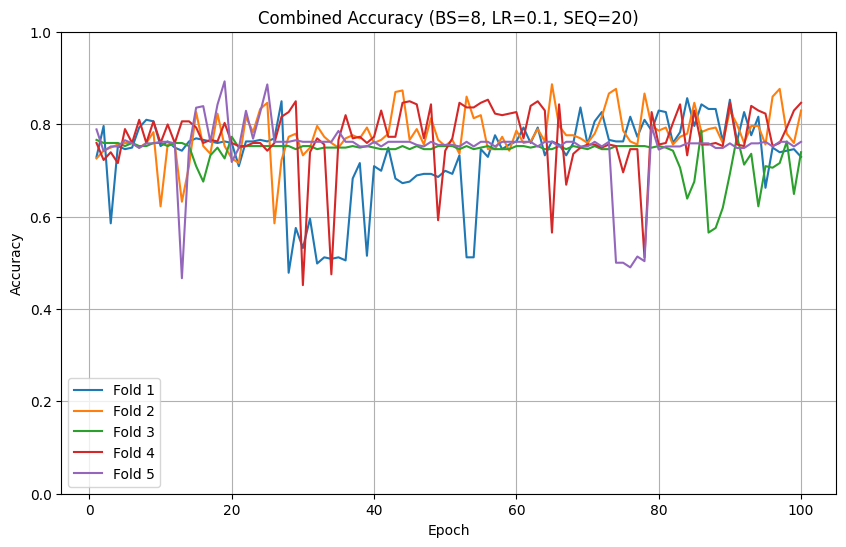 Combined Accuracy (BS=8, LR=0.1, SEQ=20)
1.0
0.8
0.6
0.4
0.2
0.0
Accuracy
Fold 1
Fold 2
Fold 3
Fold 4
Fold 5
0 20 40 60 80 100
Epoch